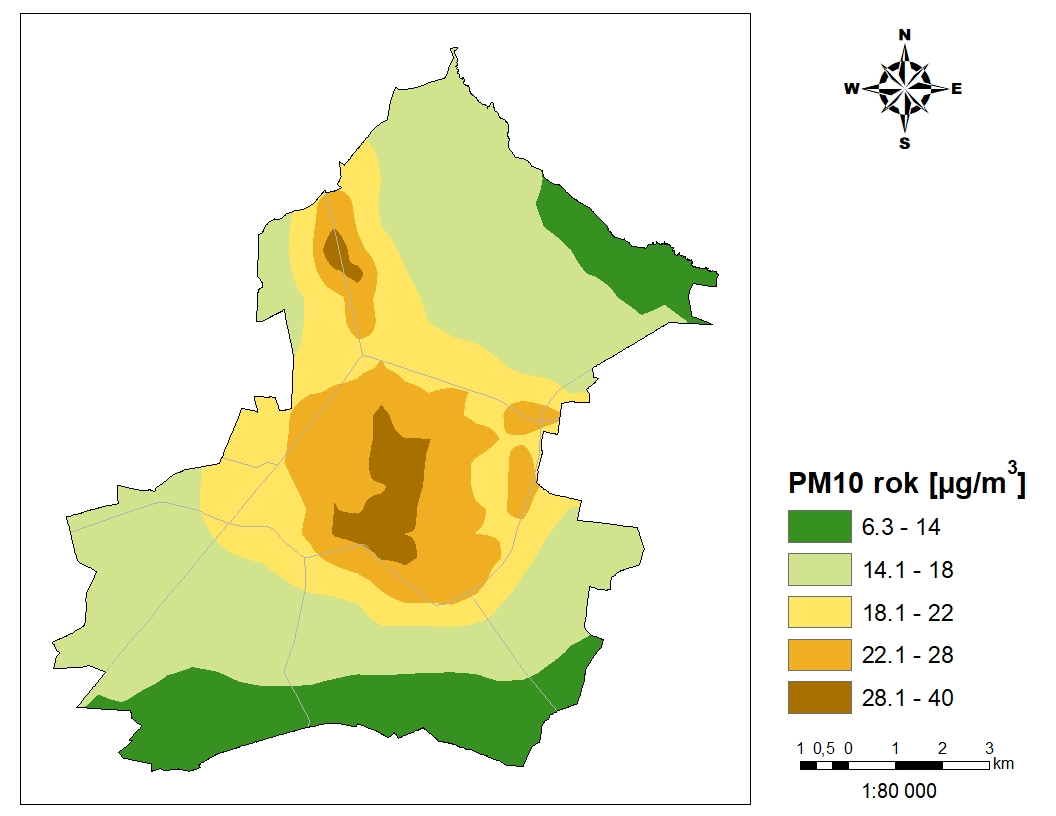 N
W E
S
PM10 rok [µg/m³]
6.3 - 14
14.1 - 18
18.1 - 22
22.1 - 28
28.1 - 40
1 0,5 0 1 2 3
km
1:80 000